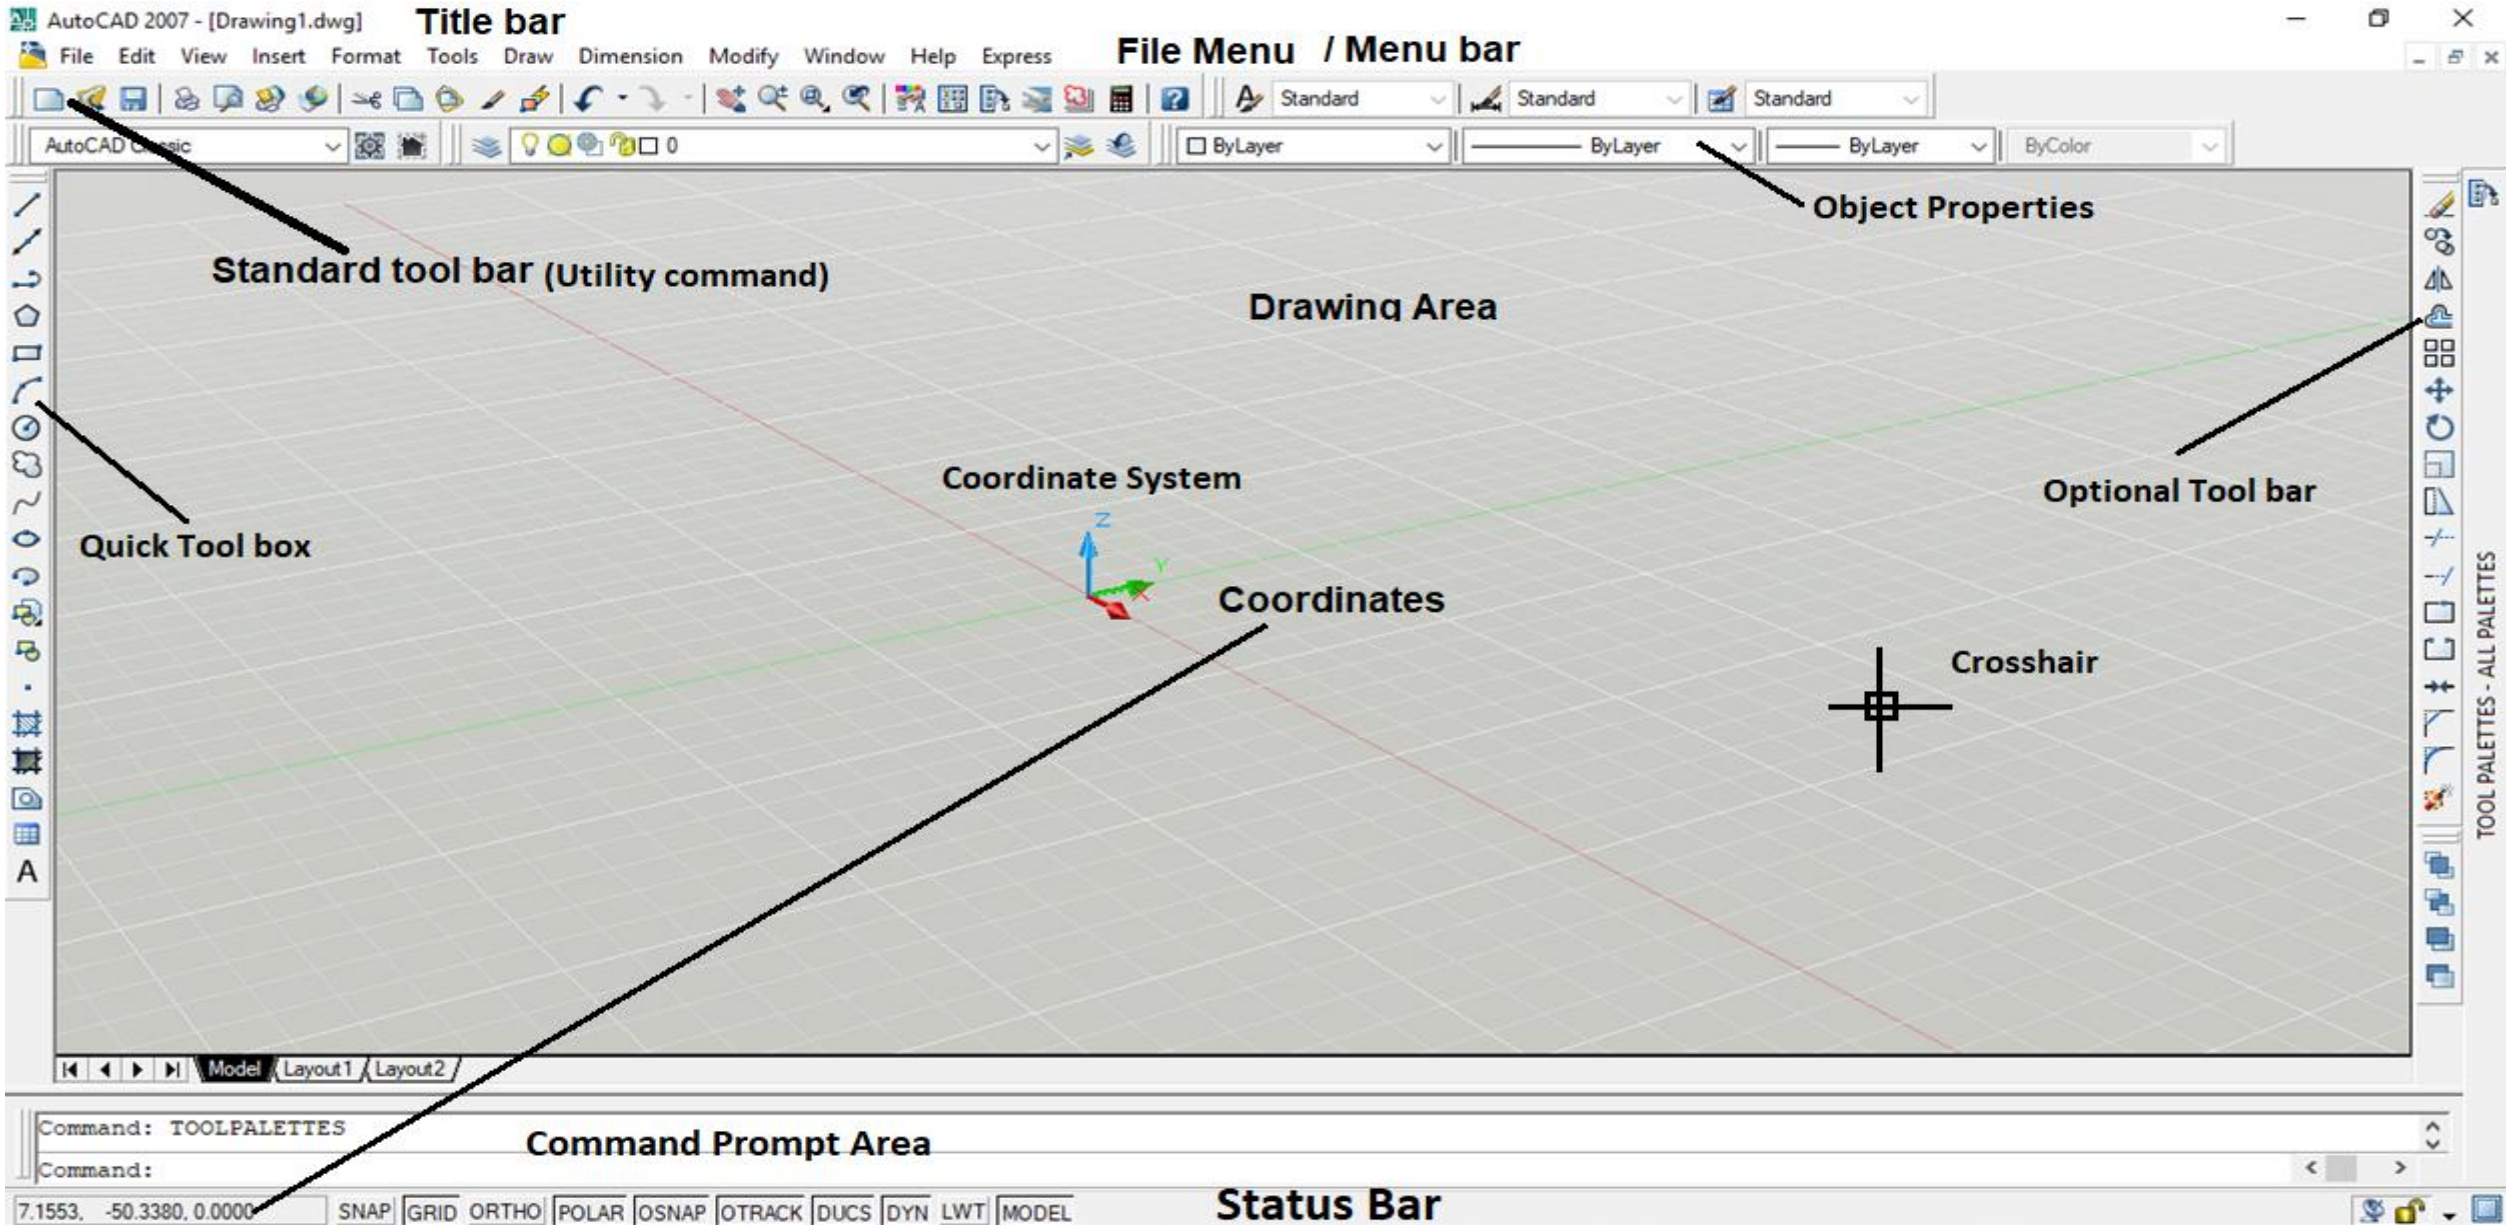 AutoCAD 2007 - [Drawing1.dwg] Title bar
File Edit View Insert Format Tools Draw Dimension Modify Window Help Express File Menu / Menu bar
Standard Standard Standard
AutoCAD Classic 0 ByLayer ByLayer ByLayer ByColor
Object Properties
Standard tool bar (Utility command)
Drawing Area
Coordinate System
Optional Tool bar
Z
Quick Tool box
Y
X
Coordinates
Crosshair
TOOL PALETTES - ALL PALETTES
A
Model Layout1 Layout2
Command: TOOLPALETTES
Command Prompt Area
Command:
7.1553, -50.3380, 0.0000 SNAP GRID ORTHO POLAR OSNAP OTRACK DUCS DYN LWT MODEL Status Bar